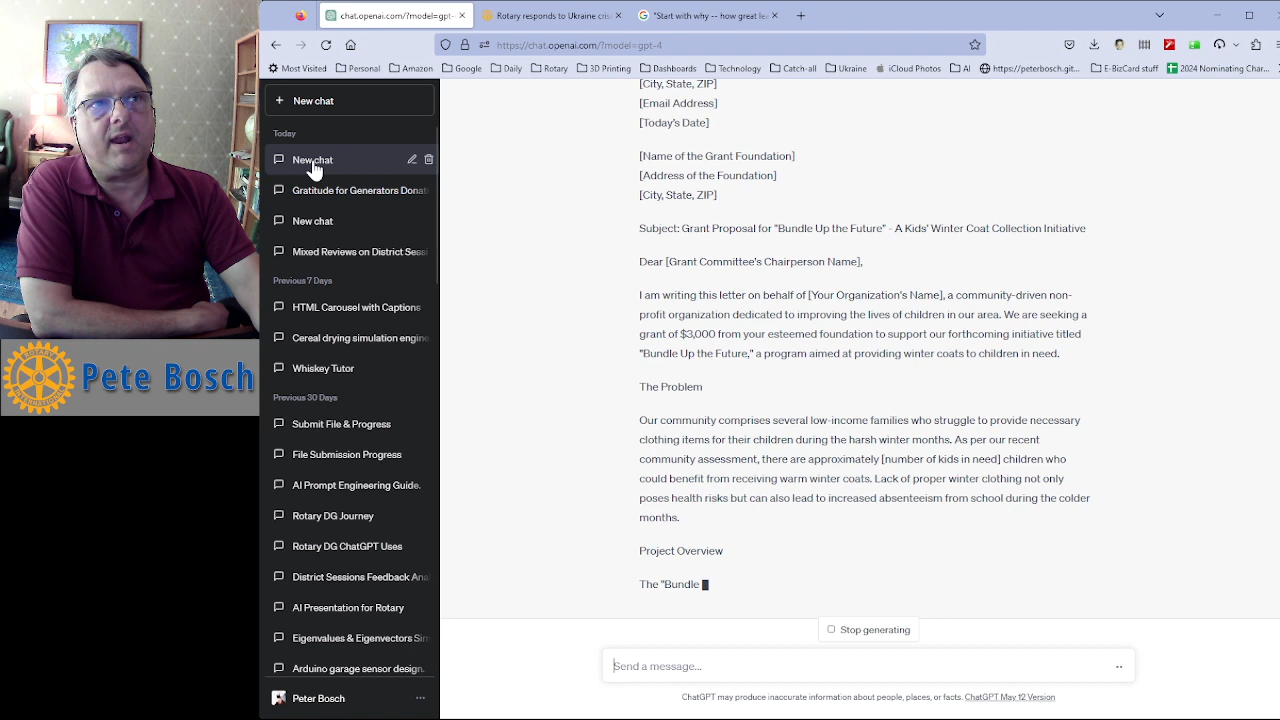 chat.openai.com/?model=gpt-
Rotary response to Ukraine crisi
"Start with why -- how great le
https://chat.openai.com/?model=gpt-4
Most Visited
Personal
Amazon
Google
Daily
Rotary
3D Printing
Dashboards
Technology
Catch all
Ukraine
iCloud Photos
AI
https://peterbosch.git...
CatSat
2024 Nominating Char...
New chat
Today
New chat
Gratitude for Generators Donati
New chat
Mixed Reviews on District Sessi
Previous 7 Days
HTML Carousel with Captions
Cereal drying simulation engine
Whiskey Tutor
Previous 30 Days
Submit File & Progress
File Submission Progress
AI Prompt Engineering Guide.
Rotary DG Journey
Rotary DG ChatGPT Uses
District Sessions Feedback Anal
AI Presentation for Rotary
Eigenvalues & Eigenvectors Sim
Arduino garage sensor design.
Peter Bosch
[City, State, ZIP]
[Email Address]
[Today's Date]
[Name of the Grant Foundation]
[Address of the Foundation]
[City, State, ZIP]
Subject: Grant Proposal for "Bundle Up the Future" - A Kids' Winter Coat Collection Initiative
Dear [Grant Committee's Chairperson Name],
I am writing this letter on behalf of [Your Organization's Name], a community-driven non-
profit organization dedicated to improving the lives of children in our area. We are seeking a
grant of $3,000 from your esteemed foundation to support our forthcoming initiative titled
"Bundle Up the Future," a program aimed at providing winter coats to children in need.
The Problem
Our community comprises several low-income families who struggle to provide necessary
clothing items for their children during the harsh winter months. As per our recent
community assessment, there are approximately [number of kids in need] children who
could benefit from receiving warm winter coats. Lack of proper winter clothing not only
poses health risks but can also lead to increased absenteeism from school during the colder
months.
Project Overview
The "Bundle
Stop generating
Send a message...
ChatGPT may produce inaccurate information about people, places, or facts. ChatGPT May 12 Version
ROTARY
INTERNATIONAL
Pete Bosch